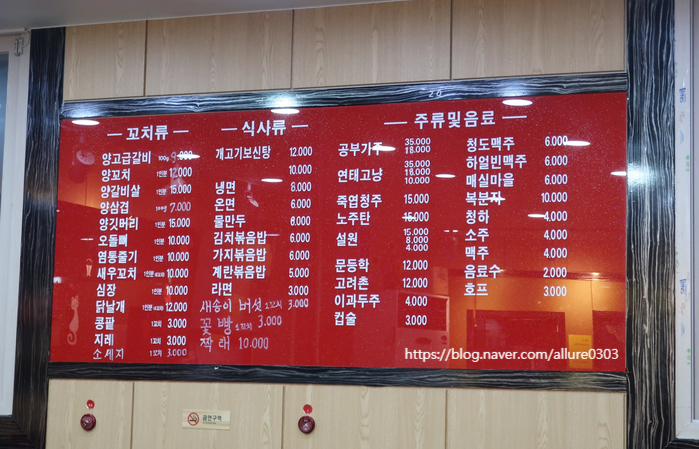 꼬치류
양고급갈비 100g 9.000
양꼬치 1인분 12.000
양갈비살 1인분 15.000
양삼겹 100g 7.000
양깃머리 1인분 15.000
오돌뼈 1인분 10.000
염통줄기 1인분 10.000
새우꼬치 10.000
심장 1인분 10.000
닭날개 12.000
콩팥 1꼬치 3.000
지레 1꼬치 3.000
소세지 1꼬치 3.000
식사류
개고기보신탕 12.000
10.000
냉면 8.000
온면 6.000
물만두 8.000
김치볶음밥 6.000
가지볶음밥 6.000
계란볶음밥 5.000
라면 3.000
새송이 버섯 1꼬치 3.000
꽃빵 1꼬치 3.000
작래 10.000
주류및음료
공부가주 35.000
18.000
연태고냥 35.000
18.000
10.000
죽엽청주 15.000
노주탄 15.000
설원 15.000
8.000
4.000
문등학 12.000
고려촌 12.000
이과두주 4.000
컵술 3.000
청도맥주 6.000
하얼빈맥주 6.000
매실마을 6.000
복분자 10.000
청하 4.000
소주 4.000
맥주 4.000
음료수 2.000
호프 3.000
https://blog.naver.com/allure0303
금연구역